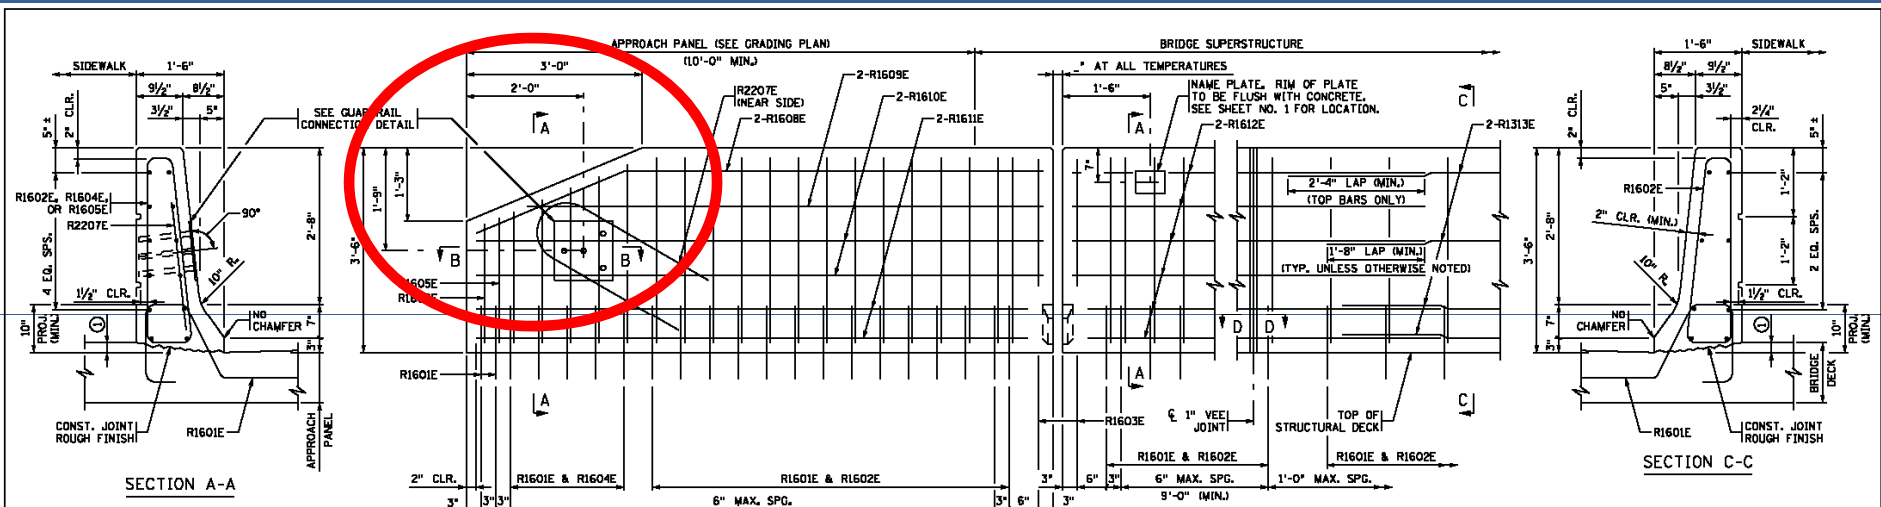 APPROACH PANEL (SEE GRADING PLAN)
(10'-0" MIN.)
BRIDGE SUPERSTRUCTURE
1'-6"
SIDEWALK
9½"
8½"
3½"
5"
5" ±
2" CLR.
SEE GUARDRAIL
CONNECTION DETAIL
R1602E, R1604E,
OR R1605E
R2207E
90°
4 EQ. SPS.
2'-8"
10" R.
1½" CLR.
10"
PROJ.
(MIN.)
1
NO
CHAMFER
7"
3"
CONST. JOINT
ROUGH FINISH
R1601E
APPROACH
PANEL
SECTION A-A
3'-0"
2'-0"
A
3'-6"
1'-9"
1'-3"
B
B
R1601E
A
R2207E
(NEAR SIDE)
2-R1608E
2-R1609E
2-R1610E
2-R1611E
2" CLR.
3"
3"
3"
R1601E & R1604E
R1601E & R1602E
6" MAX. SPG.
3"
6"
3"
3"
6"
3"
_" AT ALL TEMPERATURES
1'-6"
A
7"
NAME PLATE. RIM OF PLATE
TO BE FLUSH WITH CONCRETE.
SEE SHEET NO. 1 FOR LOCATION.
C
2-R1612E
2-R1313E
2'-4" LAP (MIN.)
(TOP BARS ONLY)
1'-8" LAP (MIN.)
(TYP. UNLESS OTHERWISE NOTED)
D
D
A
R1603E
℄ 1" VEE
JOINT
TOP OF
STRUCTURAL DECK
C
R1601E & R1602E
6" MAX. SPG.
9'-0" (MIN.)
R1601E & R1602E
1'-0" MAX. SPG.
1'-6"
SIDEWALK
8½"
9½"
5"
3½"
2" CLR.
2¼"
CLR.
5" ±
R1602E
2" CLR. (MIN.)
3'-6"
2'-8"
1'-2"
1'-2"
2 EQ. SPS.
10" R.
1½" CLR.
NO
CHAMFER
7"
3"
1
10"
PROJ.
(MIN.)
BRIDGE
DECK
R1601E
CONST. JOINT
ROUGH FINISH
SECTION C-C